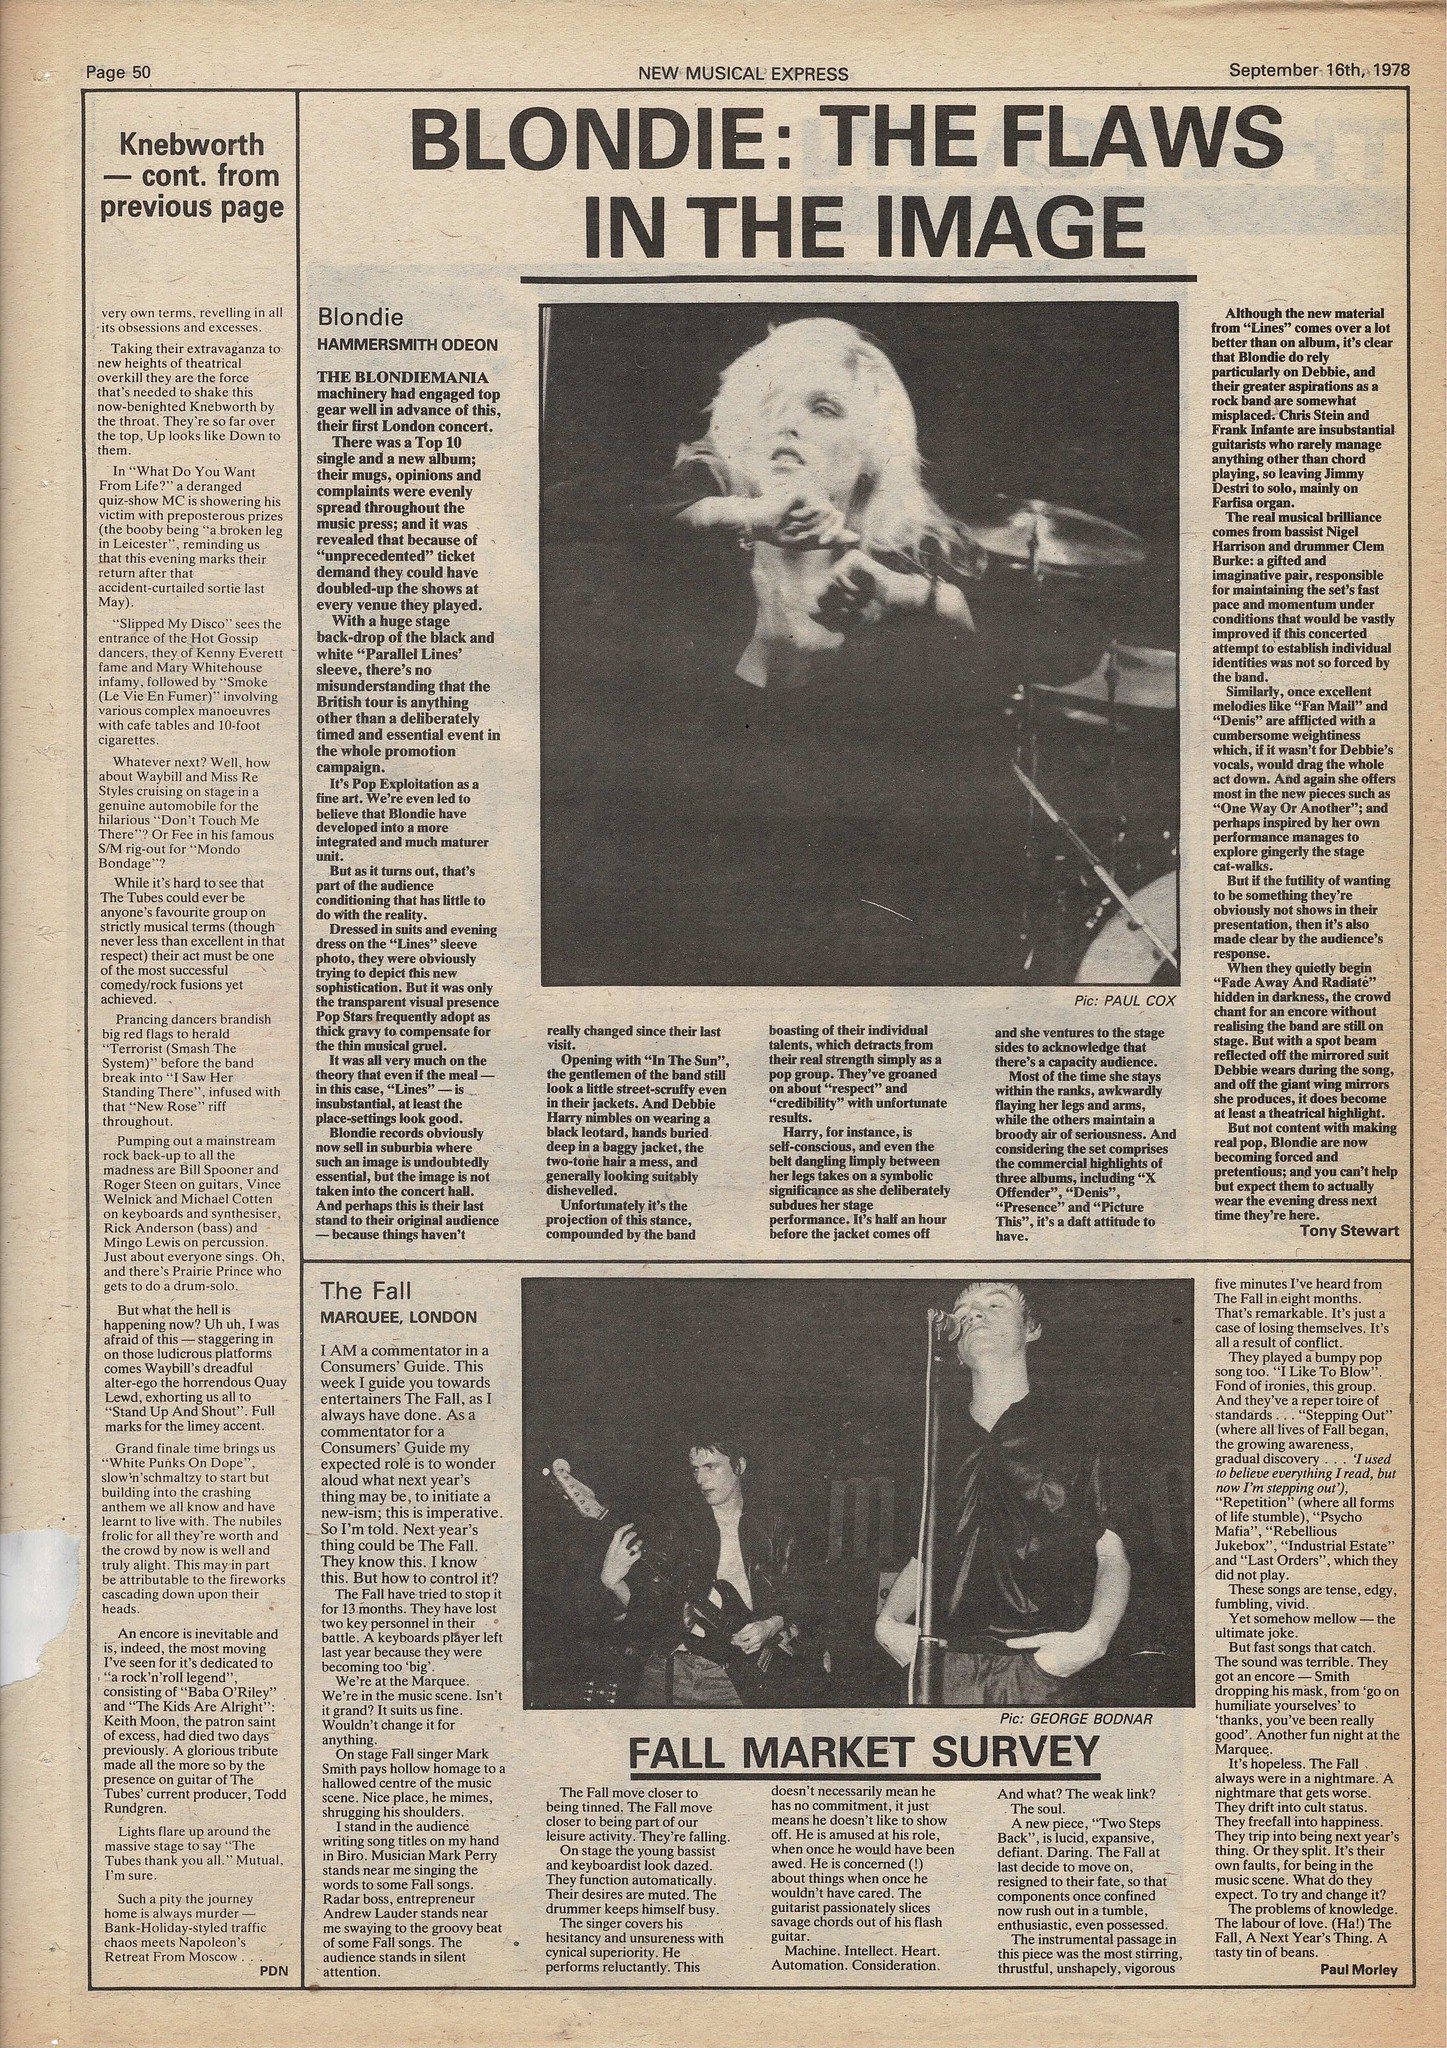 Page 50
NEW MUSICAL EXPRESS
September 16th, 1978
Knebworth
— cont. from
previous page
very own terms, revelling in all
its obsessions and excesses.
Taking their extravaganza to
new heights of theatrical
overkill they are the force
that's needed to shake this
now-benighted Knebworth by
the throat. They're so far over
the top, Up looks like Down to
them.
In "What Do You Want
From Life?" a deranged
quiz-show MC is showering his
victim with preposterous prizes
(the booby being "a broken leg
in Leicester", reminding us
that this evening marks their
return after that
accident-curtailed sortie last
May).
"Slipped My Disco" sees the
entrance of the Hot Gossip
dancers, they of Kenny Everett
fame and Mary Whitehouse
infamy, followed by "Smoke
(Le Vie En Fumer)" involving
various complex manoeuvres
with cafe tables and 10-foot
cigarettes.
Whatever next? Well, how
about Waybill and Miss Re
Styles cruising on stage in a
genuine automobile for the
hilarious "Don't Touch Me
There"? Or Fee in his famous
S/M rig-out for "Mondo
Bondage"?
While it's hard to see that
The Tubes could ever be
anyone's favourite group on
strictly musical terms (though
never less than excellent in that
respect) their act must be one
of the most successful
comedy/rock fusions yet
achieved.
Prancing dancers brandish
big red flags to herald
"Terrorist (Smash The
System)" before the band
break into "I Saw Her
Standing There", infused with
that "New Rose" riff
throughout.
Pumping out a mainstream
rock back-up to all the
madness are Bill Spooner and
Roger Steen on guitars, Vince
Welnick and Michael Cotten
on keyboards and synthesiser,
Rick Anderson (bass) and
Mingo Lewis on percussion.
Just about everyone sings. Oh,
and there's Prairie Prince who
gets to do a drum-solo.
But what the hell is
happening now? Uh uh, I was
afraid of this — staggering in
on those ludicrous platforms
comes Waybill's dreadful
alter-ego the horrendous Quay
Lewd, exhorting us all to
"Stand Up And Shout". Full
marks for the limey accent.
Grand finale time brings us
"White Punks On Dope",
slow'n'schmaltzy to start but
building into the crashing
anthem we all know and have
learnt to live with. The nubiles
frolic for all they're worth and
the crowd by now is well and
truly alight. This may in part
be attributable to the fireworks
cascading down upon their
heads.
An encore is inevitable and
is, indeed, the most moving
I've seen for it's dedicated to
"a rock'n'roll legend",
consisting of "Baba O'Riley"
and "The Kids Are Alright":
Keith Moon, the patron saint
of excess, had died two days
previously. A glorious tribute
made all the more so by the
presence on guitar of The
Tubes' current producer, Todd
Rundgren.
Lights flare up around the
massive stage to say "The
Tubes thank you all." Mutual,
I'm sure.
Such a pity the journey
home is always murder —
Bank-Holiday-styled traffic
chaos meets Napoleon's
Retreat From Moscow . . .
PDN
BLONDIE: THE FLAWS
IN THE IMAGE
Blondie
HAMMERSMITH ODEON
THE BLONDIEMANIA
machinery had engaged top
gear well in advance of this,
their first London concert.
There was a Top 10
single and a new album;
their mugs, opinions and
complaints were evenly
spread throughout the
music press; and it was
revealed that because of
"unprecedented" ticket
demand they could have
doubled-up the shows at
every venue they played.
With a huge stage
back-drop of the black and
white "Parallel Lines'
sleeve, there's no
misunderstanding that the
British tour is anything
other than a deliberately
timed and essential event in
the whole promotion
campaign.
It's Pop Exploitation as a
fine art. We're even led to
believe that Blondie have
developed into a more
integrated and much maturer
unit.
But as it turns out, that's
part of the audience
conditioning that has little to
do with the reality.
Dressed in suits and evening
dress on the "Lines" sleeve
photo, they were obviously
trying to depict this new
sophistication. But it was only
the transparent visual presence
Pop Stars frequently adopt as
thick gravy to compensate for
the thin musical gruel.
It was all very much on the
theory that even if the meal —
in this case, "Lines" — is
insubstantial, at least the
place-settings look good.
Blondie records obviously
now sell in suburbia where
such an image is undoubtedly
essential, but the image is not
taken into the concert hall.
And perhaps this is their last
stand to their original audience
— because things haven't
Pic: PAUL COX
really changed since their last
visit.
Opening with "In The Sun",
the gentlemen of the band still
look a little street-scruffy even
in their jackets. And Debbie
Harry nimbles on wearing a
black leotard, hands buried
deep in a baggy jacket, the
two-tone hair a mess, and
generally looking suitably
dishevelled.
Unfortunately it's the
projection of this stance,
compounded by the band
boasting of their individual
talents, which detracts from
their real strength simply as a
pop group. They've groaned
on about "respect" and
"credibility" with unfortunate
results.
Harry, for instance, is
self-conscious, and even the
belt dangling limply between
her legs takes on a symbolic
significance as she deliberately
subdues her stage
performance. It's half an hour
before the jacket comes off
and she ventures to the stage
sides to acknowledge that
there's a capacity audience.
Most of the time she stays
within the ranks, awkwardly
flaying her legs and arms,
while the others maintain a
broody air of seriousness. And
considering the set comprises
the commercial highlights of
three albums, including "X
Offender", "Denis",
"Presence" and "Picture
This", it's a daft attitude to
have.
Although the new material
from "Lines" comes over a lot
better than on album, it's clear
that Blondie do rely
particularly on Debbie, and
their greater aspirations as a
rock band are somewhat
misplaced. Chris Stein and
Frank Infante are insubstantial
guitarists who rarely manage
anything other than chord
playing, so leaving Jimmy
Destri to solo, mainly on
Farfisa organ.
The real musical brilliance
comes from bassist Nigel
Harrison and drummer Clem
Burke: a gifted and
imaginative pair, responsible
for maintaining the set's fast
pace and momentum under
conditions that would be vastly
improved if this concerted
attempt to establish individual
identities was not so forced by
the band.
Similarly, once excellent
melodies like "Fan Mail" and
"Denis" are afflicted with a
cumbersome weightiness
which, if it wasn't for Debbie's
vocals, would drag the whole
act down. And again she offers
most in the new pieces such as
"One Way Or Another"; and
perhaps inspired by her own
performance manages to
explore gingerly the stage
cat-walks.
But if the futility of wanting
to be something they're
obviously not shows in their
presentation, then it's also
made clear by the audience's
response.
When they quietly begin
"Fade Away And Radiate"
hidden in darkness, the crowd
chant for an encore without
realising the band are still on
stage. But with a spot beam
reflected off the mirrored suit
Debbie wears during the song,
and off the giant wing mirrors
she produces, it does become
at least a theatrical highlight.
But not content with making
real pop, Blondie are now
becoming forced and
pretentious; and you can't help
but expect them to actually
wear the evening dress next
time they're here.
Tony Stewart
The Fall
MARQUEE, LONDON
I AM a commentator in a
Consumers' Guide. This
week I guide you towards
entertainers The Fall, as I
always have done. As a
commentator for a
Consumers' Guide my
expected role is to wonder
aloud what next year's
thing may be, to initiate a
new-ism; this is imperative.
So I'm told. Next year's
thing could be The Fall.
They know this. I know
this. But how to control it?
The Fall have tried to stop it
for 13 months. They have lost
two key personnel in their
battle. A keyboards player left
last year because they were
becoming too 'big'.
We're at the Marquee.
We're in the music scene. Isn't
it grand? It suits us fine.
Wouldn't change it for
anything.
On stage Fall singer Mark
Smith pays hollow homage to a
hallowed centre of the music
scene. Nice place, he mimes,
shrugging his shoulders.
I stand in the audience
writing song titles on my hand
in Biro. Musician Mark Perry
stands near me singing the
words to some Fall songs.
Radar boss, entrepreneur
Andrew Lauder stands near
me swaying to the groovy beat
of some Fall songs. The
audience stands in silent
attention.
Pic: GEORGE BODNAR
FALL MARKET SURVEY
The Fall move closer to
being tinned. The Fall move
closer to being part of our
leisure activity. They're falling.
On stage the young bassist
and keyboardist look dazed.
They function automatically.
Their desires are muted. The
drummer keeps himself busy.
The singer covers his
hesitancy and unsureness with
cynical superiority. He
performs reluctantly. This
doesn't necessarily mean he
has no commitment, it just
means he doesn't like to show
off. He is amused at his role,
when once he would have been
awed. He is concerned (!)
about things when once he
wouldn't have cared. The
guitarist passionately slices
savage chords out of his flash
guitar.
Machine. Intellect. Heart.
Automation. Consideration.
And what? The weak link?
The soul.
A new piece, "Two Steps
Back", is lucid, expansive,
defiant. Daring. The Fall at
last decide to move on,
resigned to their fate, so that
components once confined
now rush out in a tumble,
enthusiastic, even possessed.
The instrumental passage in
this piece was the most stirring,
thrustful, unshapely, vigorous
five minutes I've heard from
The Fall in eight months.
That's remarkable. It's just a
case of losing themselves. It's
all a result of conflict.
They played a bumpy pop
song too. "I Like To Blow".
Fond of ironies, this group.
And they've a reper toire of
standards . . . "Stepping Out"
(where all lives of Fall began,
the growing awareness,
gradual discovery . . . 'I used
to believe everything I read, but
now I'm stepping out'),
"Repetition" (where all forms
of life stumble), "Psycho
Mafia", "Rebellious
Jukebox", "Industrial Estate"
and "Last Orders", which they
did not play.
These songs are tense, edgy,
fumbling, vivid.
Yet somehow mellow — the
ultimate joke.
But fast songs that catch.
The sound was terrible. They
got an encore — Smith
dropping his mask, from 'go on
humiliate yourselves' to
'thanks, you've been really
good'. Another fun night at the
Marquee.
It's hopeless. The Fall
always were in a nightmare. A
nightmare that gets worse.
They drift into cult status.
They freefall into happiness.
They trip into being next year's
thing. Or they split. It's their
own faults, for being in the
music scene. What do they
expect. To try and change it?
The problems of knowledge.
The labour of love. (Ha!) The
Fall, A Next Year's Thing. A
tasty tin of beans.
Paul Morley